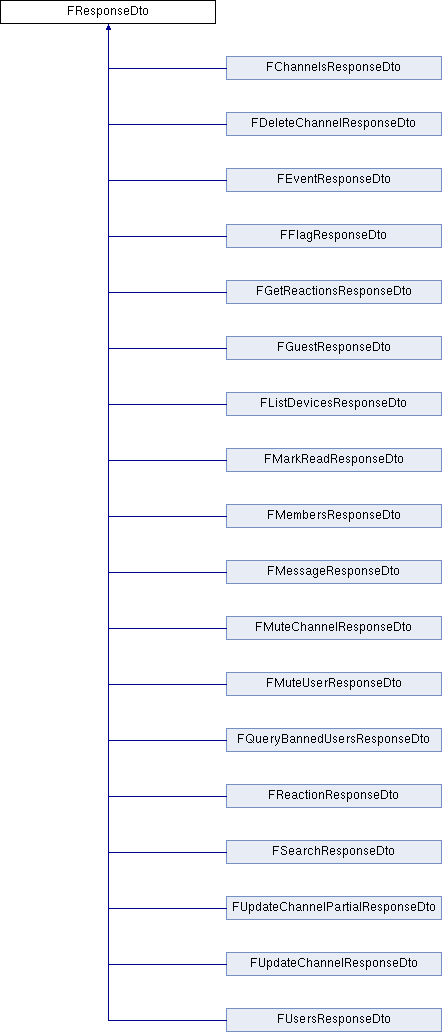 FResponseDto
FChannelsResponseDto
FDeleteChannelResponseDto
FEventResponseDto
FFlagResponseDto
FGetReactionsResponseDto
FGuestResponseDto
FListDevicesResponseDto
FMarkReadResponseDto
FMembersResponseDto
FMessageResponseDto
FMuteChannelResponseDto
FMuteUserResponseDto
FQueryBannedUsersResponseDto
FReactionResponseDto
FSearchResponseDto
FUpdateChannelPartialResponseDto
FUpdateChannelResponseDto
FUsersResponseDto